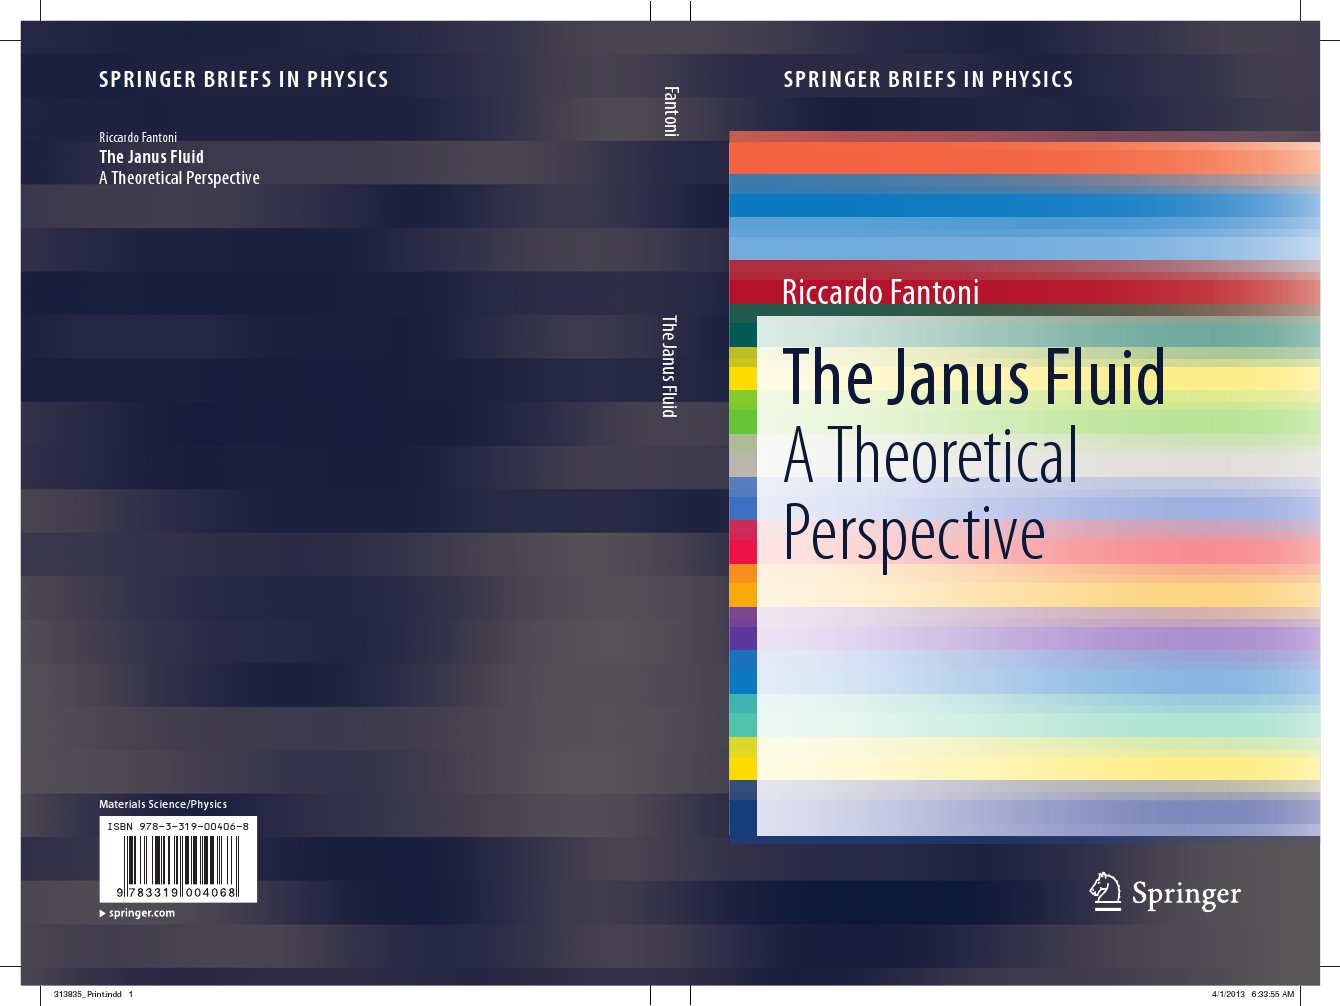 SPRINGER BRIEFS IN PHYSICS
Riccardo Fantoni
The Janus Fluid
A Theoretical Perspective
Materials Science/Physics
ISBN 978-3-319-00406-8
9 783319 004068
springer.com
Fantoni
The Janus Fluid
SPRINGER BRIEFS IN PHYSICS
Riccardo Fantoni
The Janus Fluid
A Theoretical
Perspective
Springer
313835_Print.indd 1
4/1/2013 6:33:55 AM